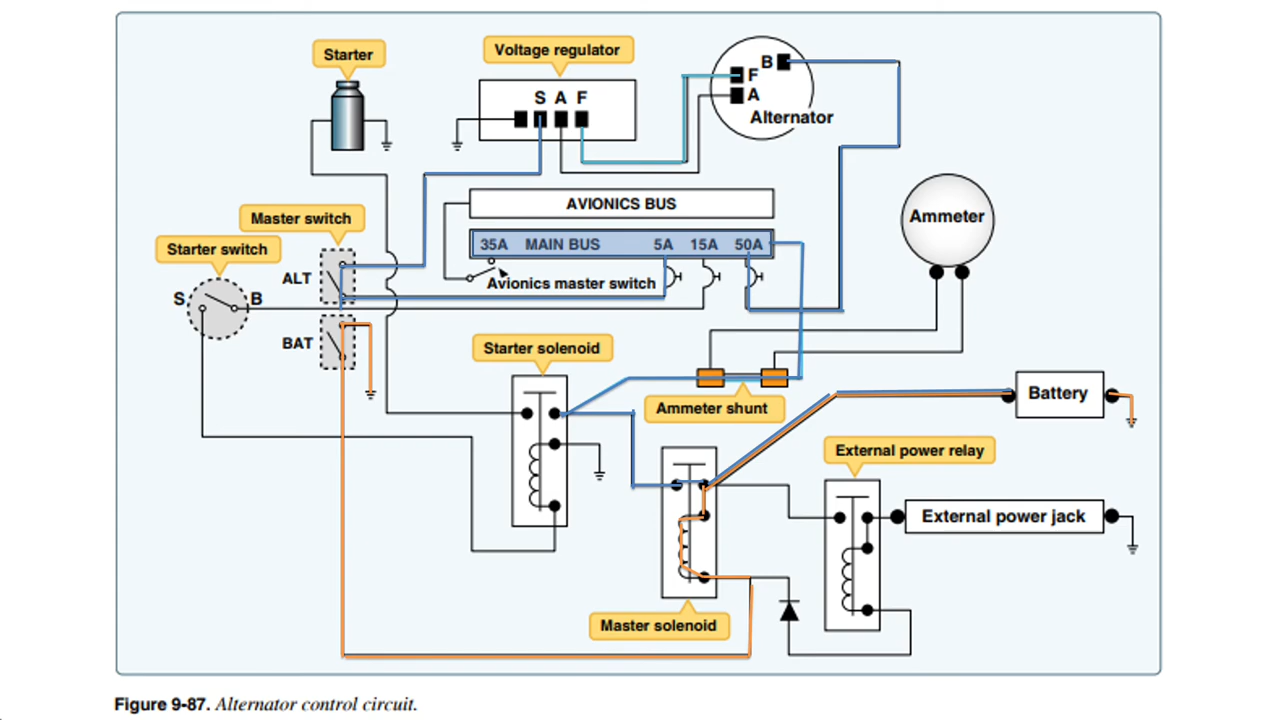 Starter
Voltage regulator
B
F
A
Alternator
S A F
AVIONICS BUS
Master switch
Starter switch
Ammeter
35A MAIN BUS 5A 15A 50A
ALT
Avionics master switch
S
B
BAT
Starter solenoid
Ammeter shunt
Battery
External power relay
External power jack
Master solenoid
Figure 9-87. Alternator control circuit.